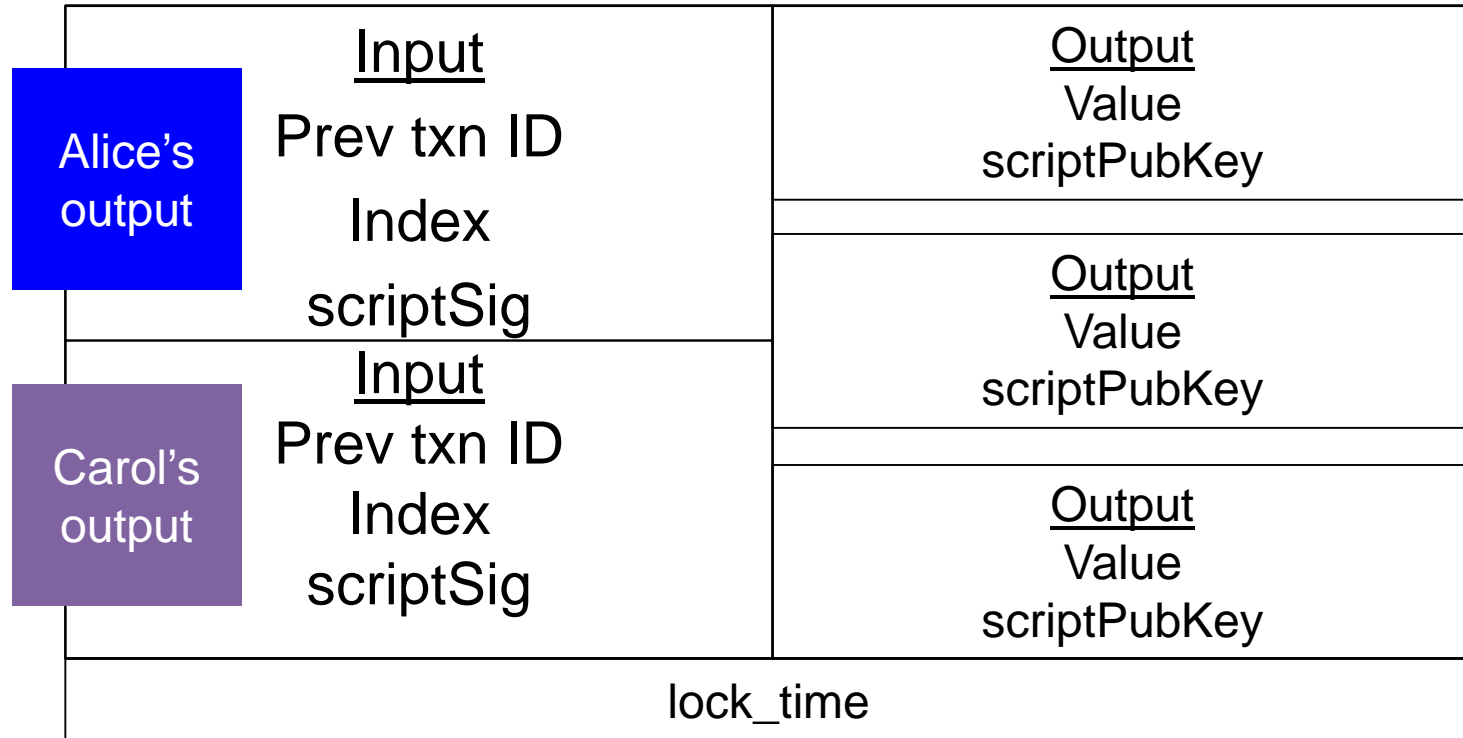 Alice’s
output
Input
Prev txn ID
Index
scriptSig
Carol’s
output
Input
Prev txn ID
Index
scriptSig
Output
Value
scriptPubKey
Output
Value
scriptPubKey
Output
Value
scriptPubKey
lock_time